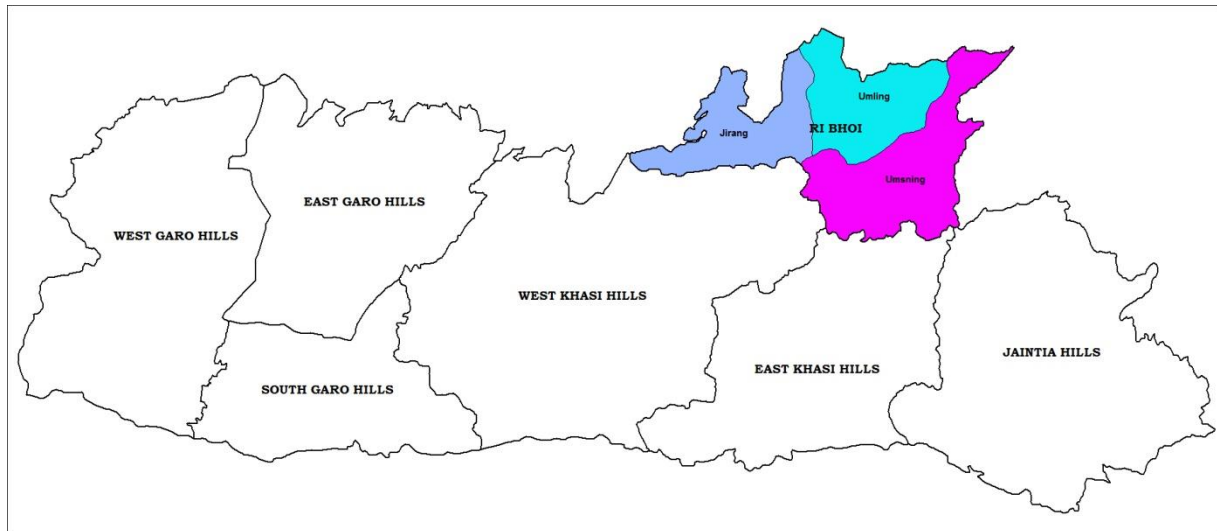 Umling
RI BHOI
Jirang
Umsning
EAST GARO HILLS
WEST GARO HILLS
WEST KHASI HILLS
JAINTIA HILLS
EAST KHASI HILLS
SOUTH GARO HILLS